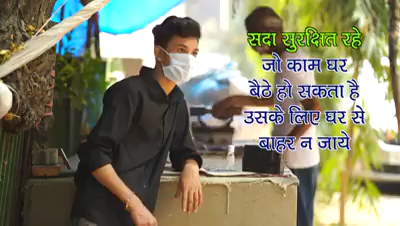 सदा सुरक्षित रहे
जो काम घर
बैठे हो सकता है
उसके लिए घर से
बाहर न जाये